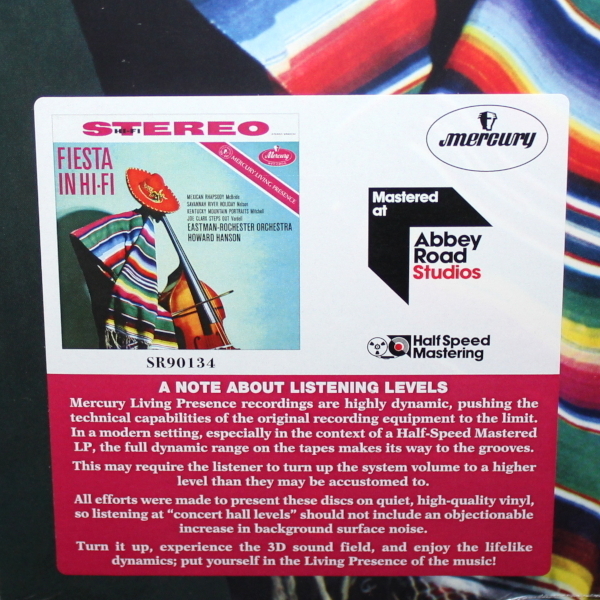 STEREO
HI-FI
FIESTA
IN HI-FI
Mercury
MERCURY LIVING PRESENCE
MEXICAN RHAPSODY McBride
SAVANNAH RIVER HOLIDAY Nelson
KENTUCKY MOUNTAIN PORTRAITS Mitchell
JOE CLARK STEPS OUT Vardell
EASTMAN-ROCHESTER ORCHESTRA
HOWARD HANSON
SR90134
mercury
Mastered
at
Abbey
Road
Studios
Half Speed
Mastering
A NOTE ABOUT LISTENING LEVELS
Mercury Living Presence recordings are highly dynamic, pushing the
technical capabilities of the original recording equipment to the limit.
In a modern setting, especially in the context of a Half-Speed Mastered
LP, the full dynamic range on the tapes makes its way to the grooves.
This may require the listener to turn up the system volume to a higher
level than they may be accustomed to.
All efforts were made to present these discs on quiet, high-quality vinyl,
so listening at “concert hall levels” should not include an objectionable
increase in background surface noise.
Turn it up, experience the 3D sound field, and enjoy the lifelike
dynamics; put yourself in the Living Presence of the music!